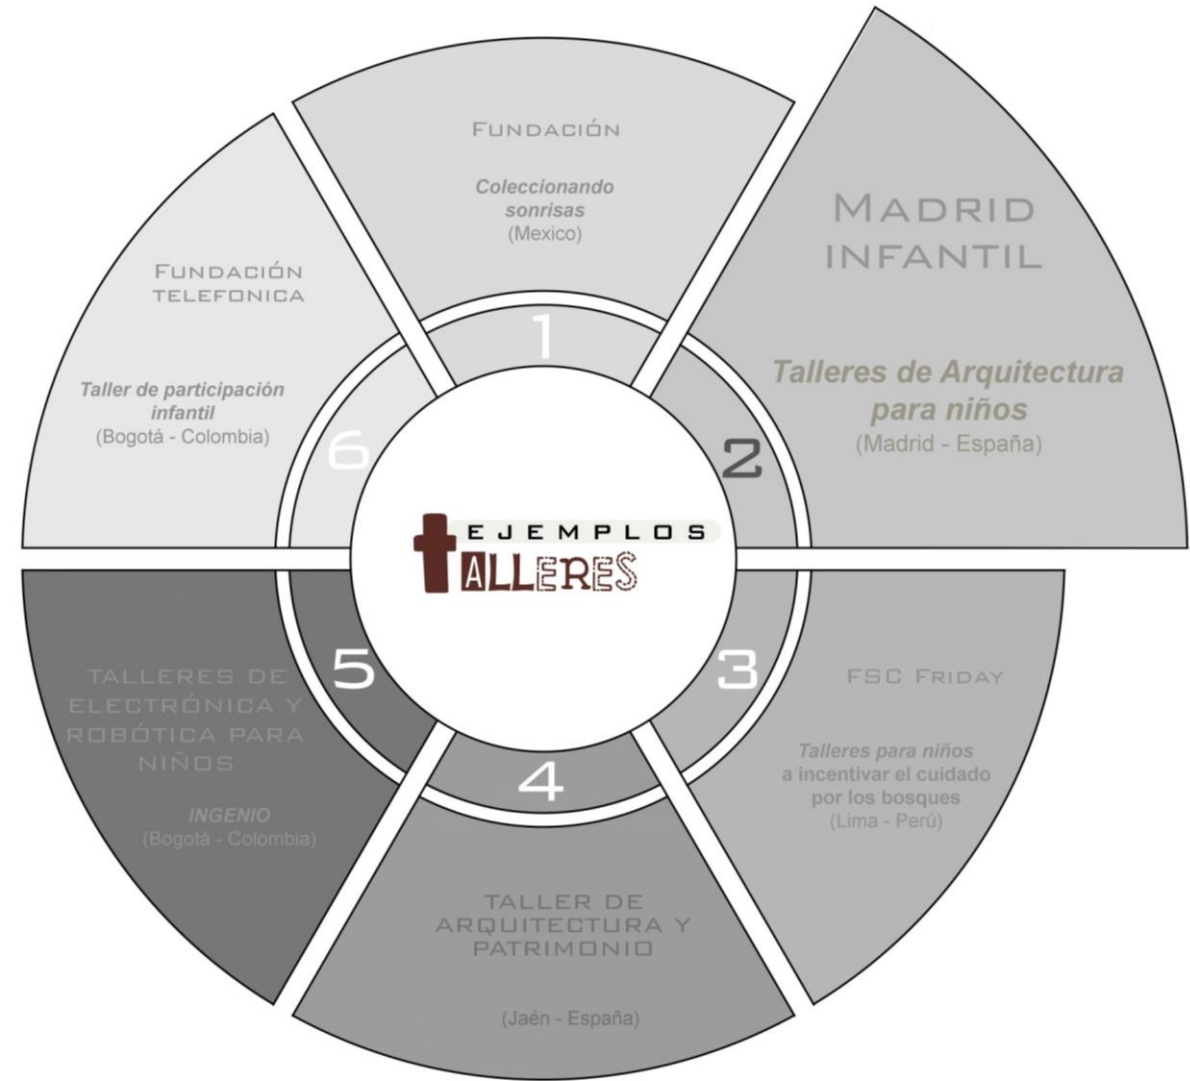 EJEMPLOS
tALLERES
1
FUNDACIÓN
Coleccionando
sonrisas
(Mexico)
2
MADRID
INFANTIL
Talleres de Arquitectura
para niños
(Madrid - España)
3
FSC FRIDAY
Talleres para niños
a incentivar el cuidado
por los bosques
(Lima - Perú)
4
TALLER DE
ARQUITECTURA Y
PATRIMONIO
(Jaén - España)
5
TALLERES DE
ELECTRÓNICA Y
ROBÓTICA PARA
NIÑOS
INGENIO
(Bogotá - Colombia)
6
FUNDACIÓN
TELEFONICA
Taller de participación
infantil
(Bogotá - Colombia)